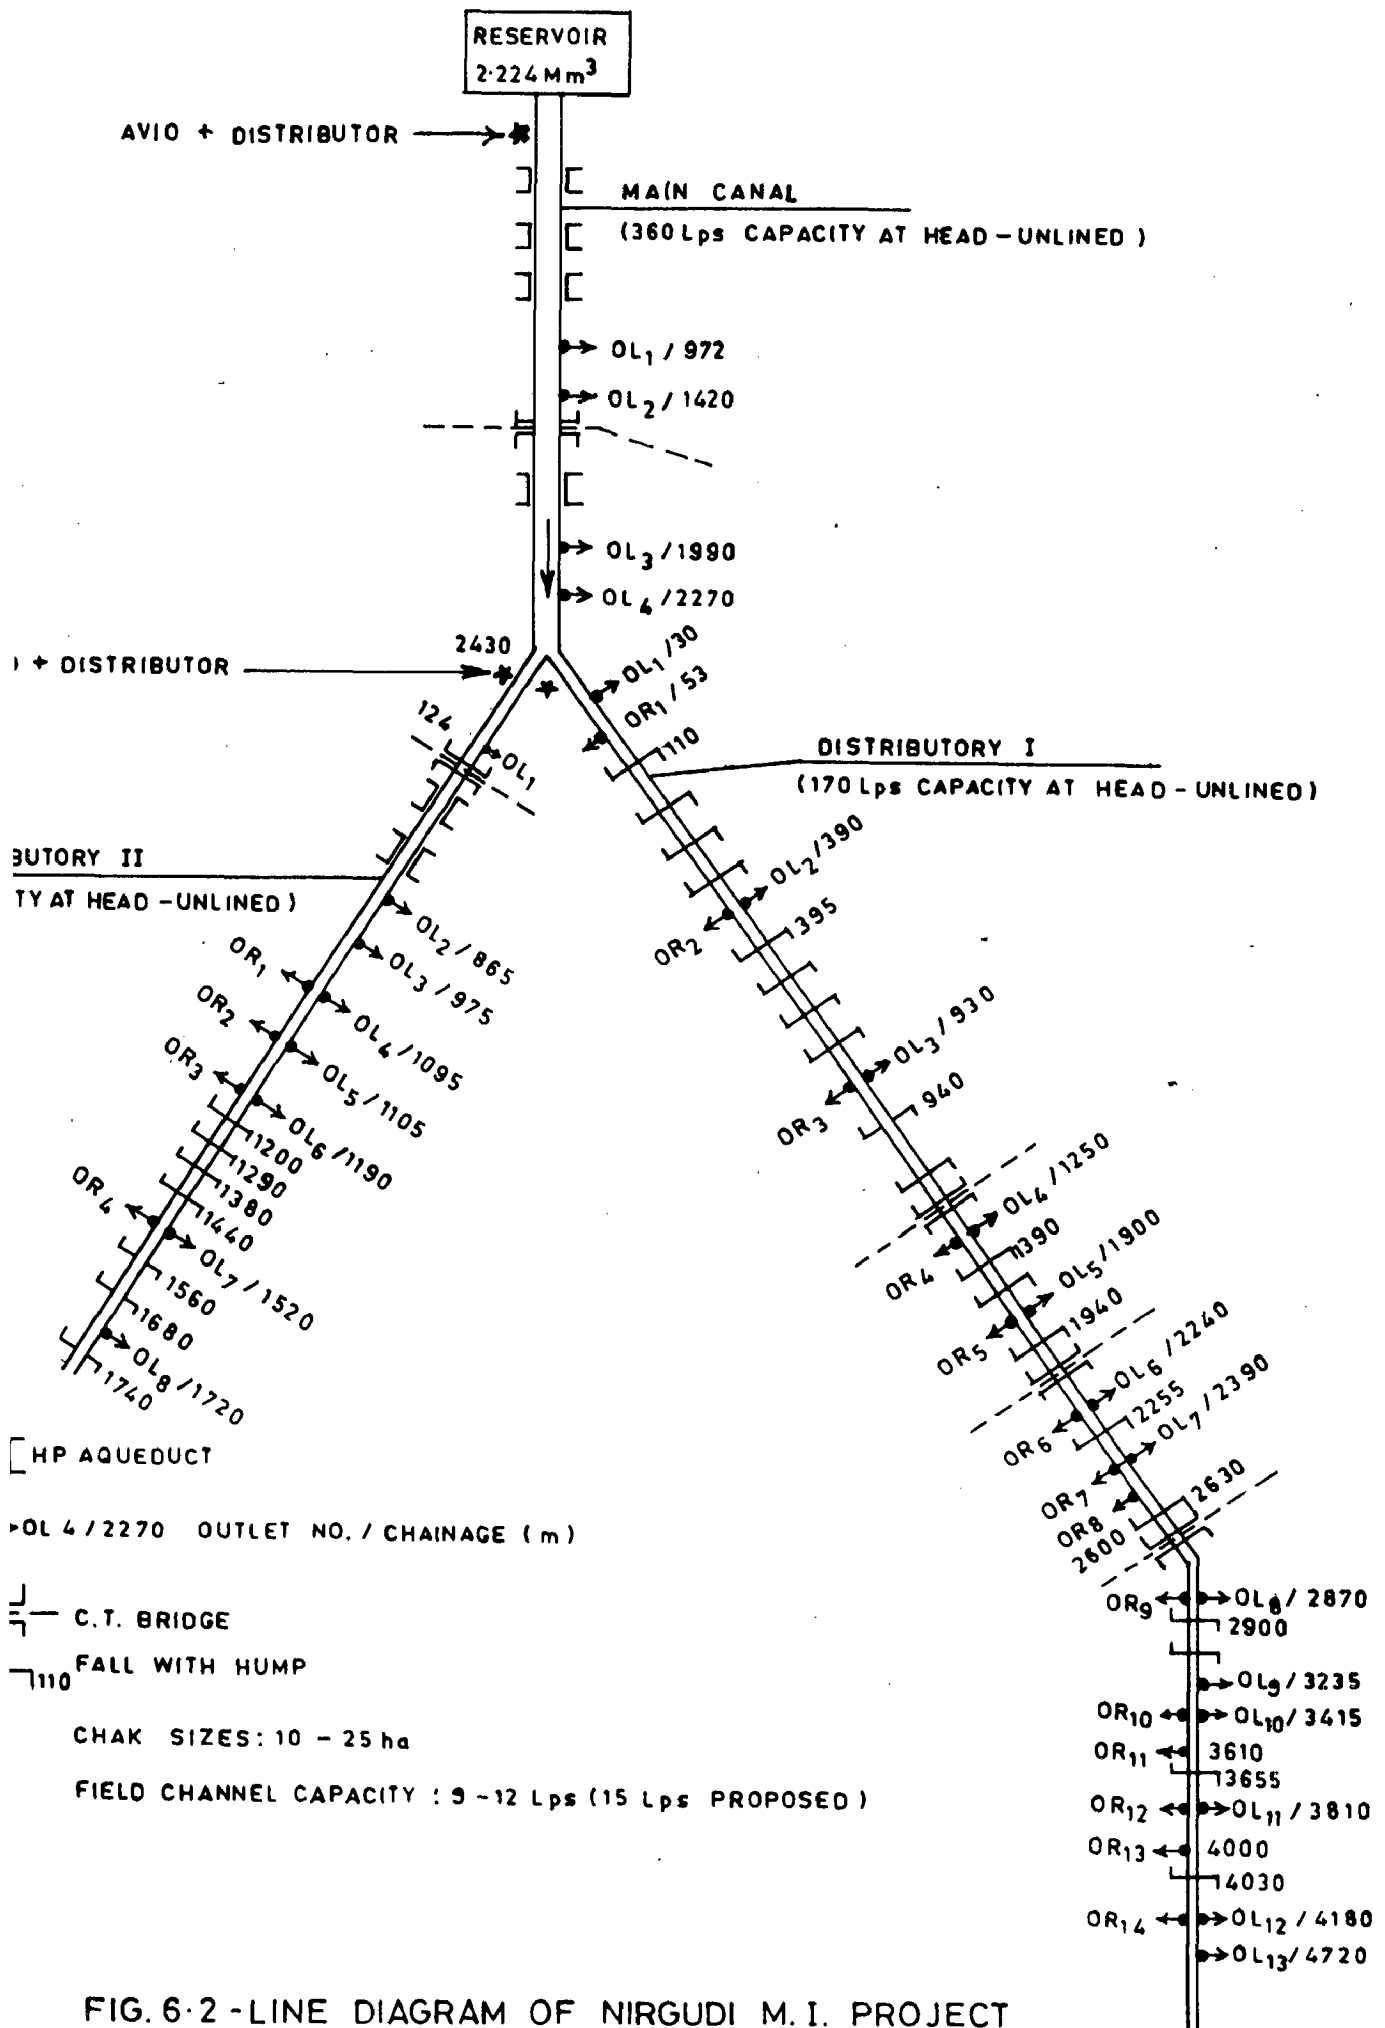 RESERVOIR
2·224 Mm³
AVIO + DISTRIBUTOR
MAIN CANAL
(360 Lps CAPACITY AT HEAD - UNLINED)
OL₁ / 972
OL₂ / 1420
OL₃ / 1990
OL₄ / 2270
2430
+ DISTRIBUTOR
OL₁ / 30
OR₁ / 53
110
124
OL₁
DISTRIBUTORY I
(170 Lps CAPACITY AT HEAD - UNLINED)
BUTORY II
TY AT HEAD - UNLINED)
OL₂ / 865
OL₃ / 975
OR₁
OL₄ / 1095
OR₂
OL₅ / 1105
OR₃
OL₆ / 1190
1200
1290
1380
1440
OR₄
OL₇ / 1520
1560
1680
OL₈ / 1720
1740
OL₂ / 390
OR₂
395
OL₃ / 930
OR₃
940
OL₄ / 1250
OR₄
1390
OL₅ / 1900
OR₅
1940
OL₆ / 2240
OR₆
2255
OL₇ / 2390
OR₇
OR₈
2600
2630
OR₉
OL₈ / 2870
2900
OL₉ / 3235
OR₁₀
OL₁₀ / 3415
OR₁₁
3610
3655
OR₁₂
OL₁₁ / 3810
OR₁₃
4000
4030
OR₁₄
OL₁₂ / 4180
OL₁₃ / 4720
HP AQUEDUCT
OL 4 / 2270 OUTLET NO. / CHAINAGE (m)
C.T. BRIDGE
110 FALL WITH HUMP
CHAK SIZES: 10 - 25 ha
FIELD CHANNEL CAPACITY : 9 - 12 Lps (15 Lps PROPOSED)
FIG. 6·2 - LINE DIAGRAM OF NIRGUDI M. I. PROJECT